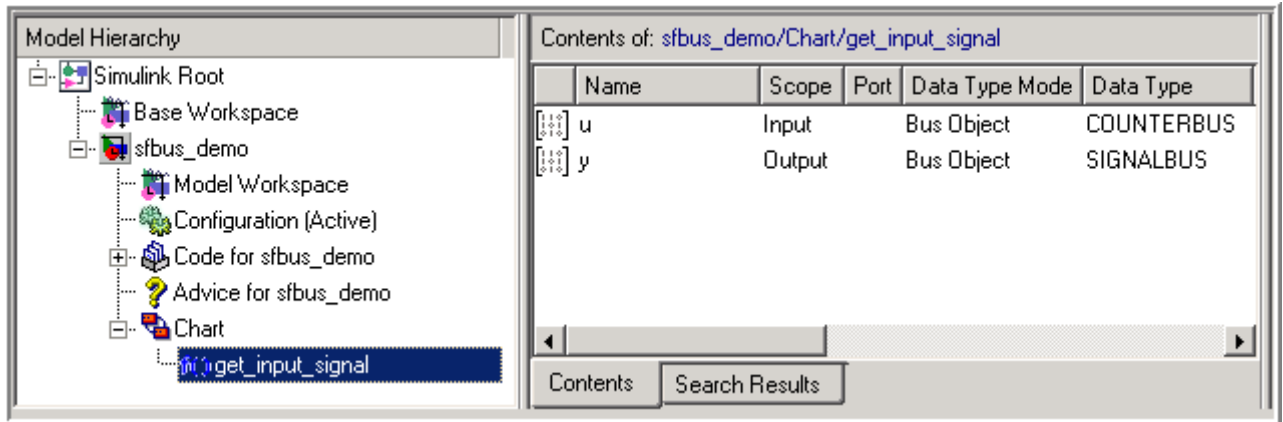 Model Hierarchy
Simulink Root
Base Workspace
sfbus_demo
Model Workspace
Configuration (Active)
Code for sfbus_demo
Advice for sfbus_demo
Chart
get_input_signal
Contents of: sfbus_demo/Chart/get_input_signal
Name Scope Port Data Type Mode Data Type
u Input Bus Object COUNTERBUS
y Output Bus Object SIGNALBUS
Contents Search Results